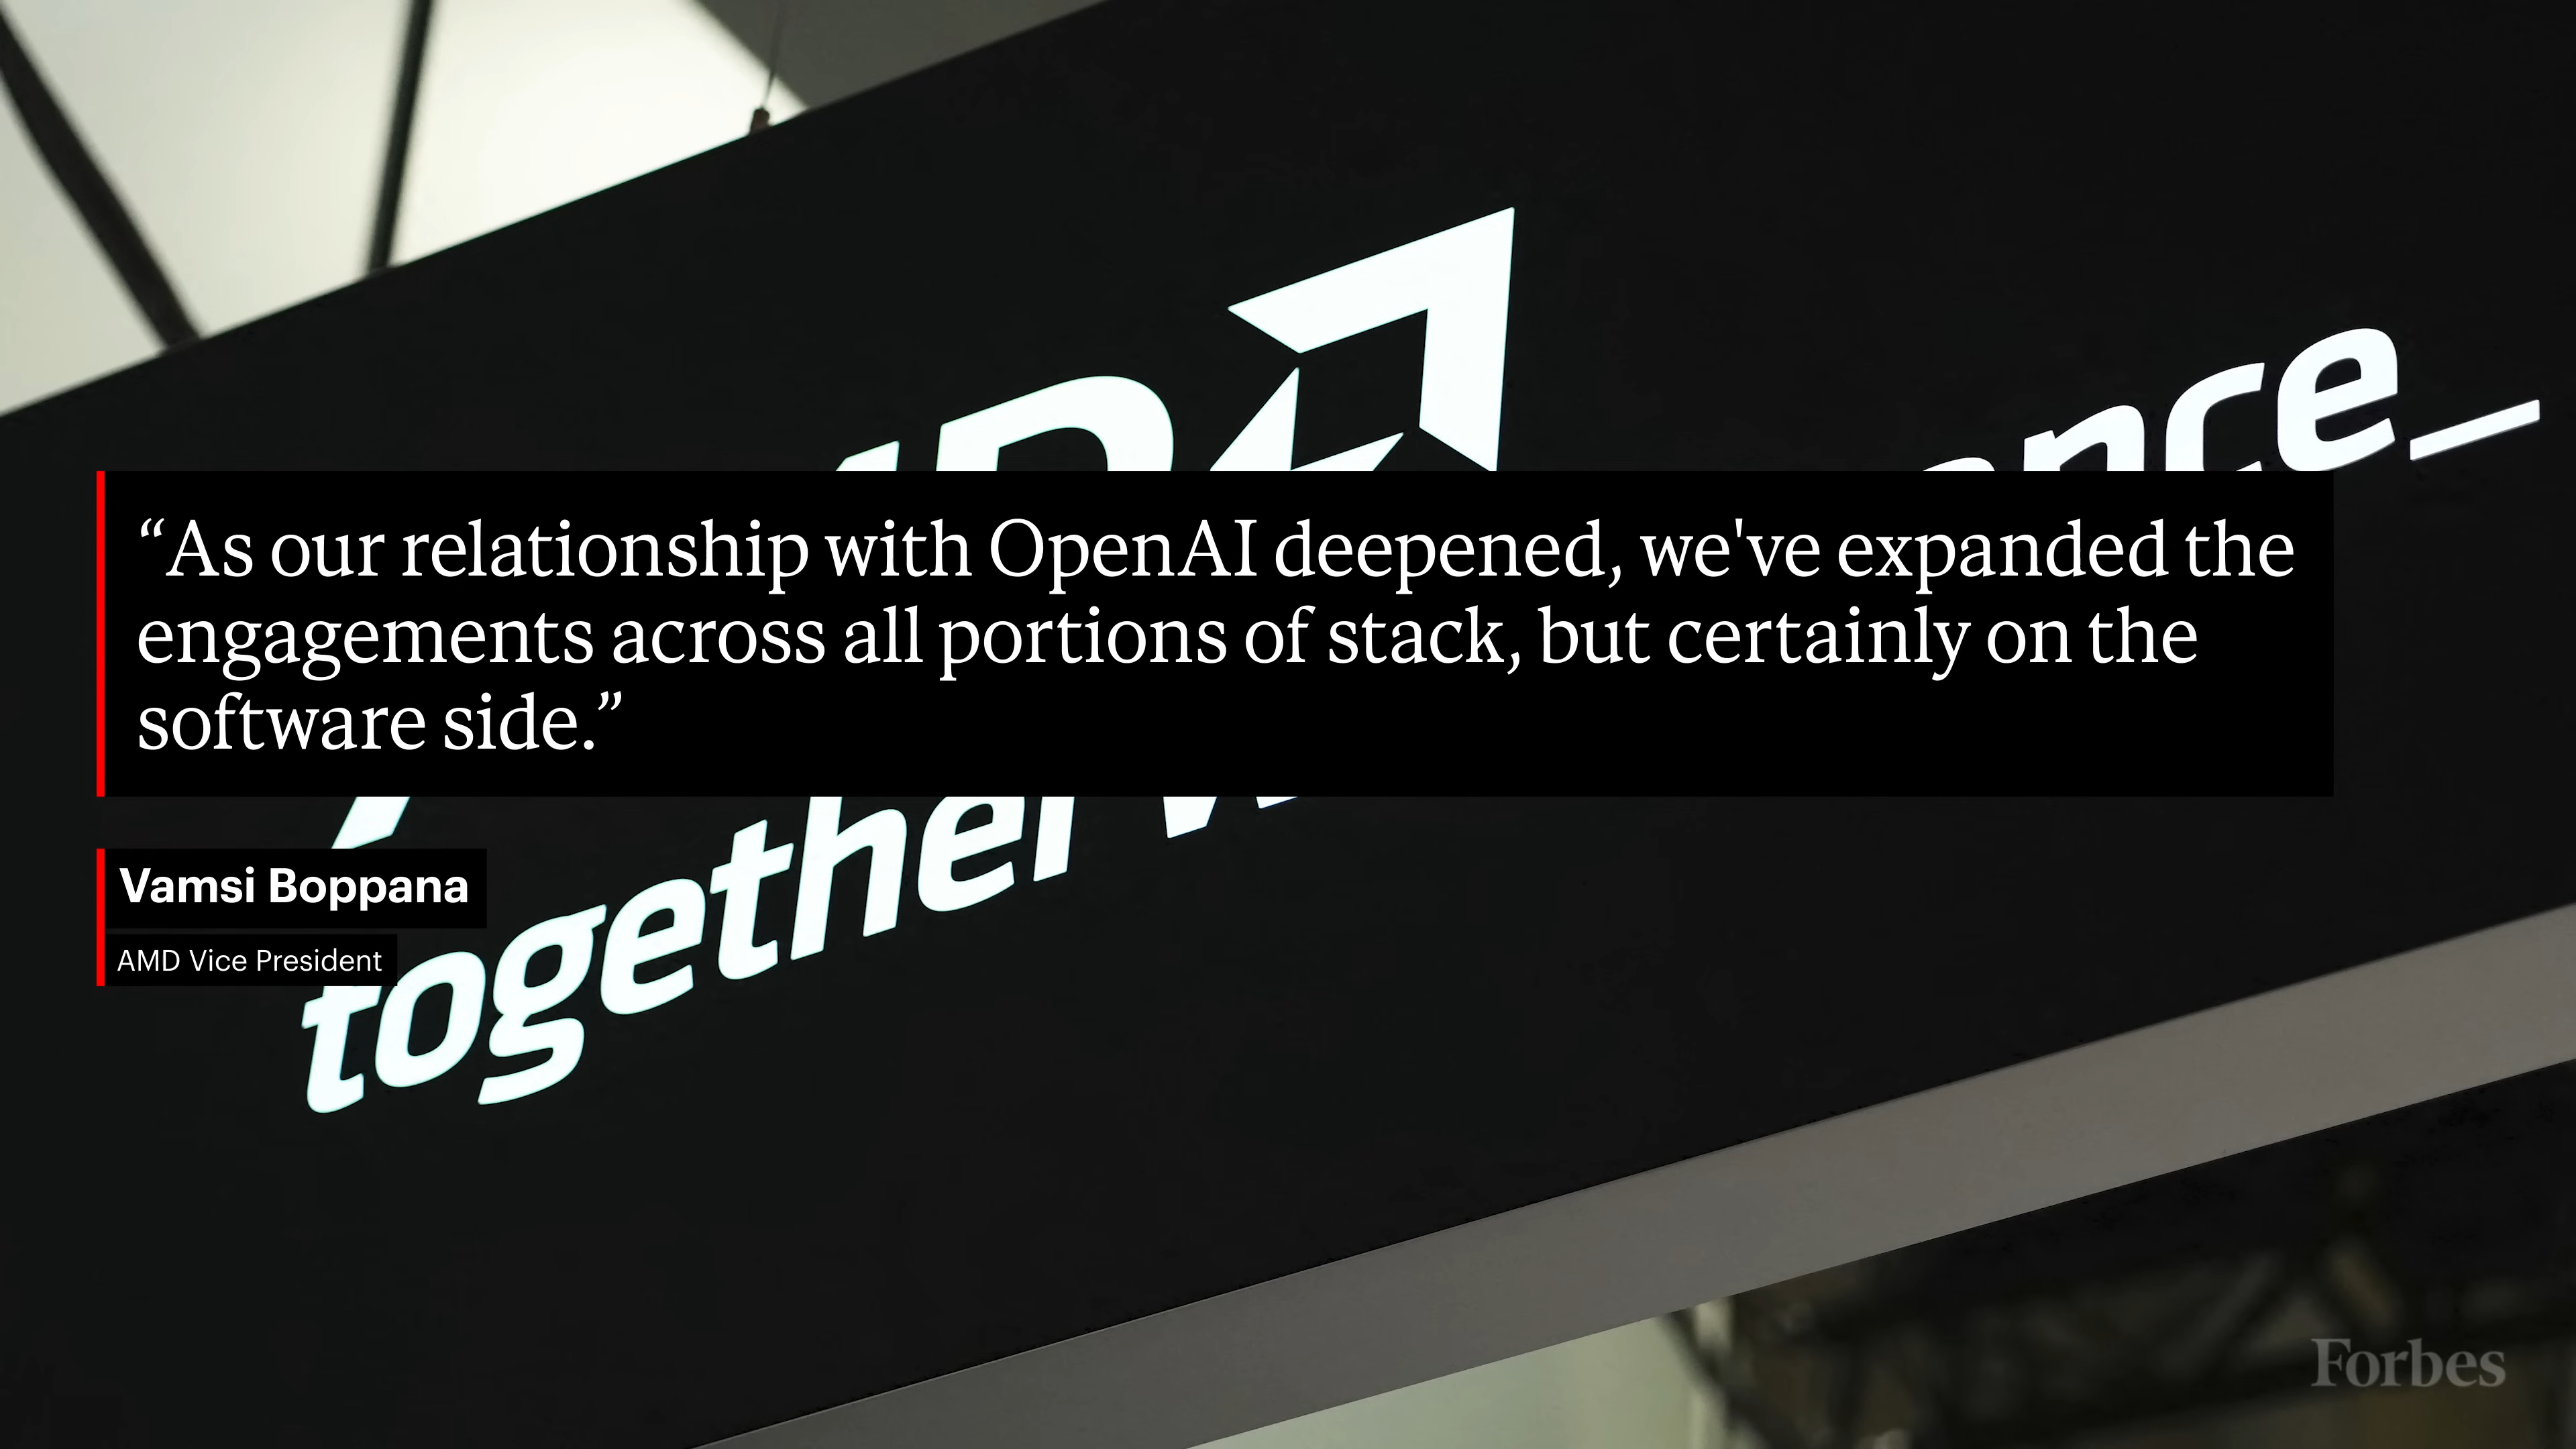 “As our relationship with OpenAI deepened, we've expanded the
engagements across all portions of stack, but certainly on the
software side.”
Vamsi Boppana
AMD Vice President
together
Forbes